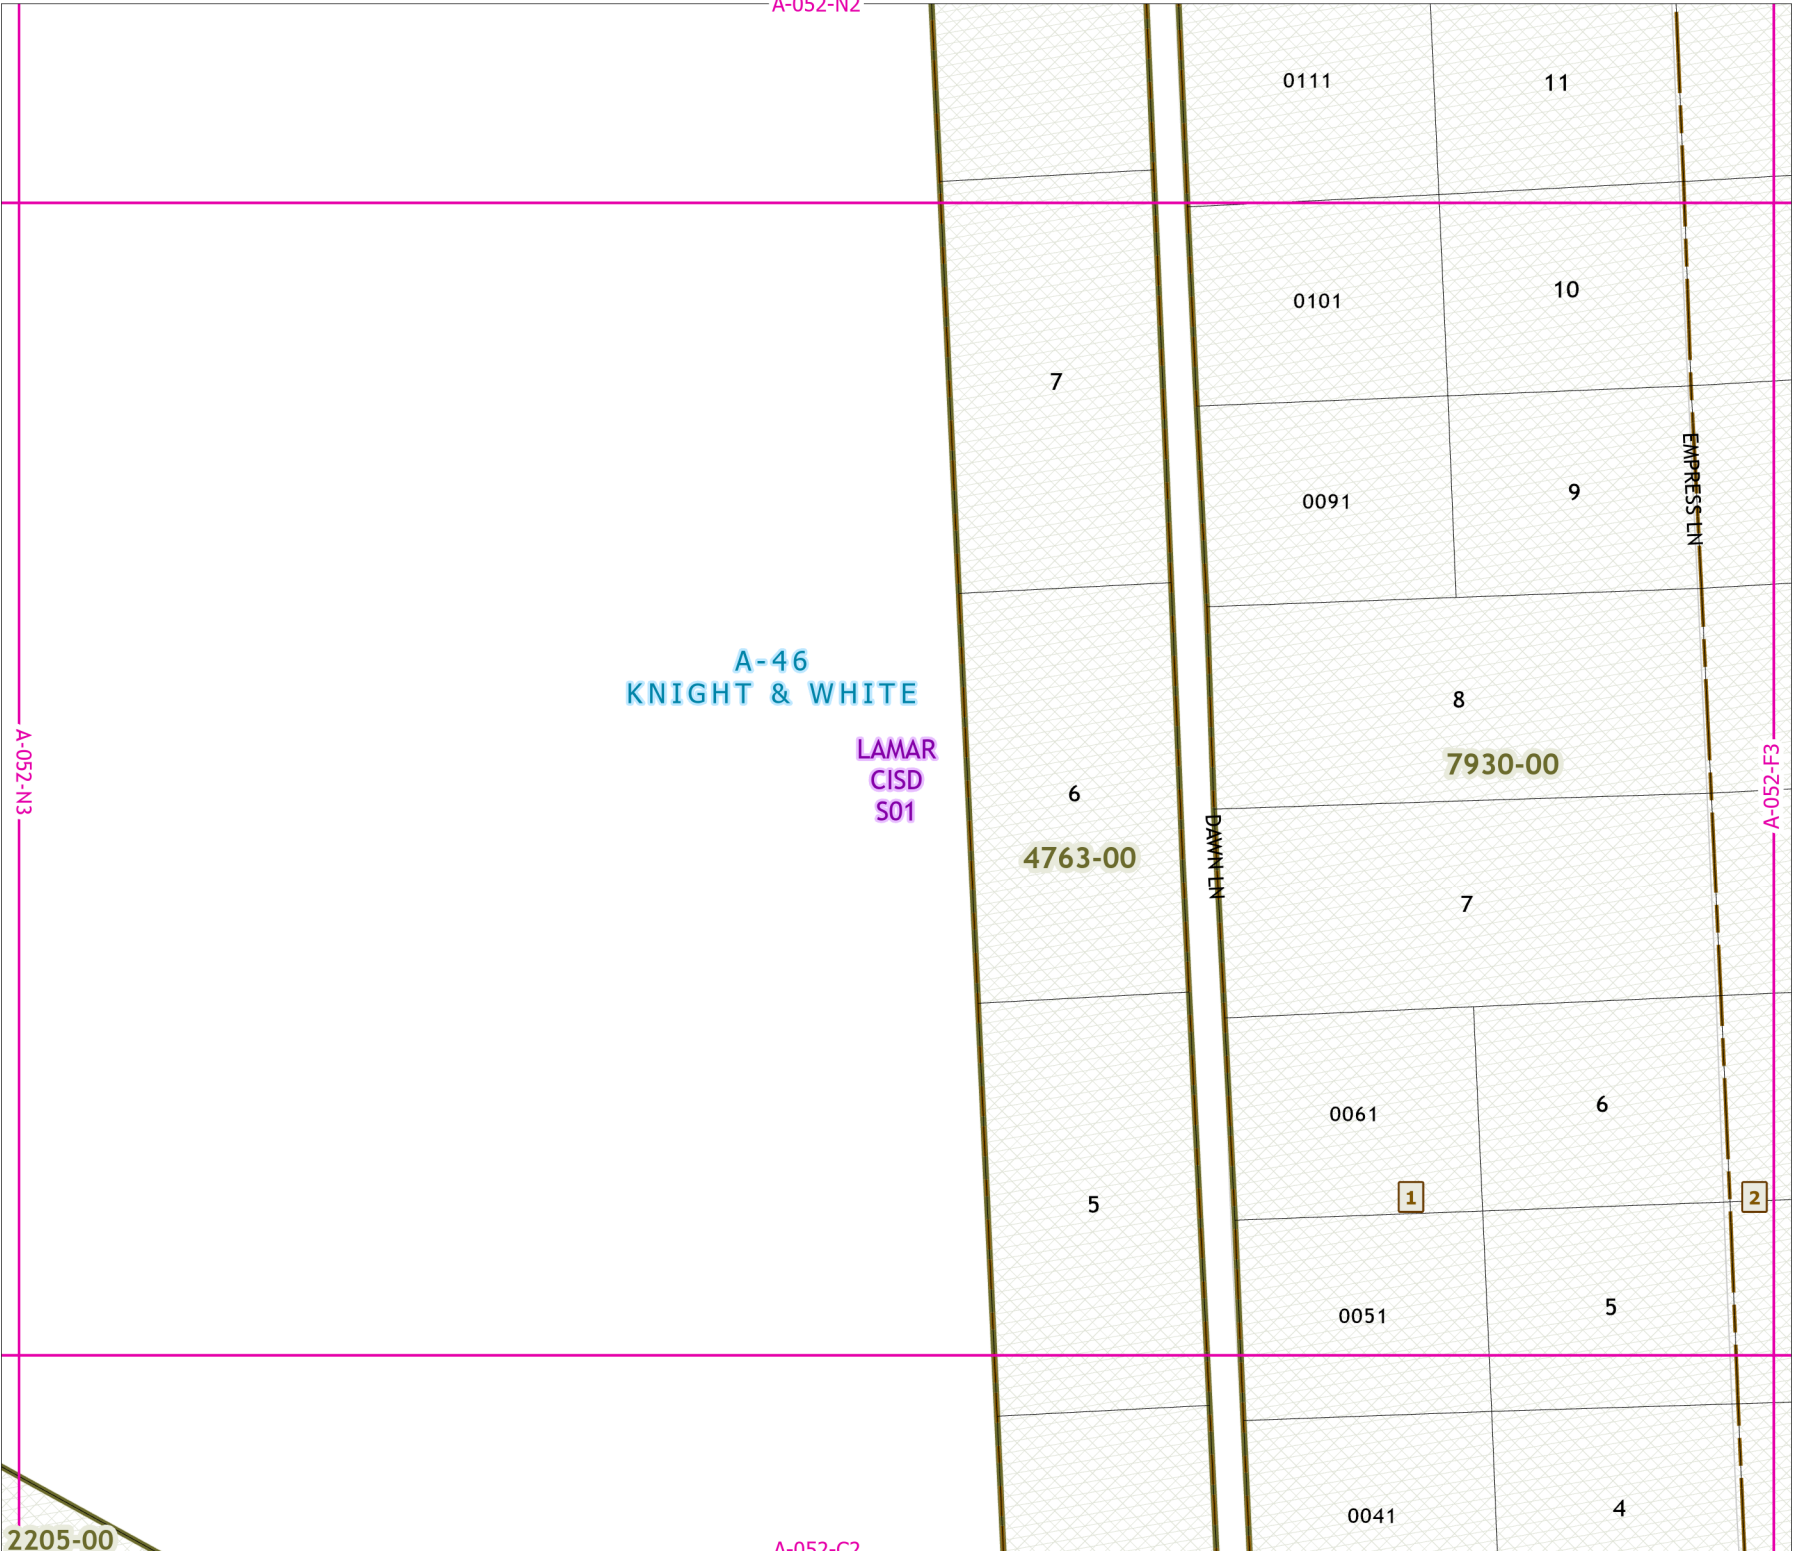 A-052-N2
0111
11
0101
10
7
0091
9
EMPRESS LN
A-46
KNIGHT & WHITE
8
LAMAR
CISD
S01
7930-00
A-052-N3
A-052-F3
6
4763-00
DAWN LN
7
0061
6
5
1
2
0051
5
0041
4
2205-00
A-052-C2